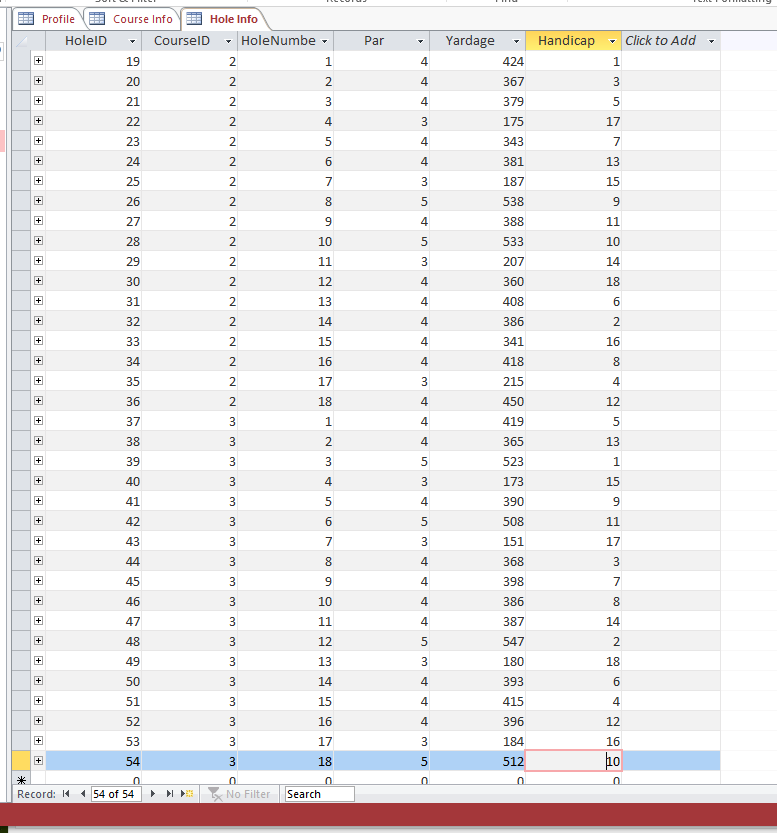 Profile Course Info Hole Info
HoleID CourseID HoleNumbe Par Yardage Handicap Click to Add
19 2 1 4 424 1
20 2 2 4 367 3
21 2 3 4 379 5
22 2 4 3 175 17
23 2 5 4 343 7
24 2 6 4 381 13
25 2 7 3 187 15
26 2 8 5 538 9
27 2 9 4 388 11
28 2 10 5 533 10
29 2 11 3 207 14
30 2 12 4 360 18
31 2 13 4 408 6
32 2 14 4 386 2
33 2 15 4 341 16
34 2 16 4 418 8
35 2 17 3 215 4
36 2 18 4 450 12
37 3 1 4 419 5
38 3 2 4 365 13
39 3 3 5 523 1
40 3 4 3 173 15
41 3 5 4 390 9
42 3 6 5 508 11
43 3 7 3 151 17
44 3 8 4 368 3
45 3 9 4 398 7
46 3 10 4 386 8
47 3 11 4 387 14
48 3 12 5 547 2
49 3 13 3 180 18
50 3 14 4 393 6
51 3 15 4 415 4
52 3 16 4 396 12
53 3 17 3 184 16
54 3 18 5 512 10
0 0 0 0 0 0
Record: 54 of 54 No Filter Search